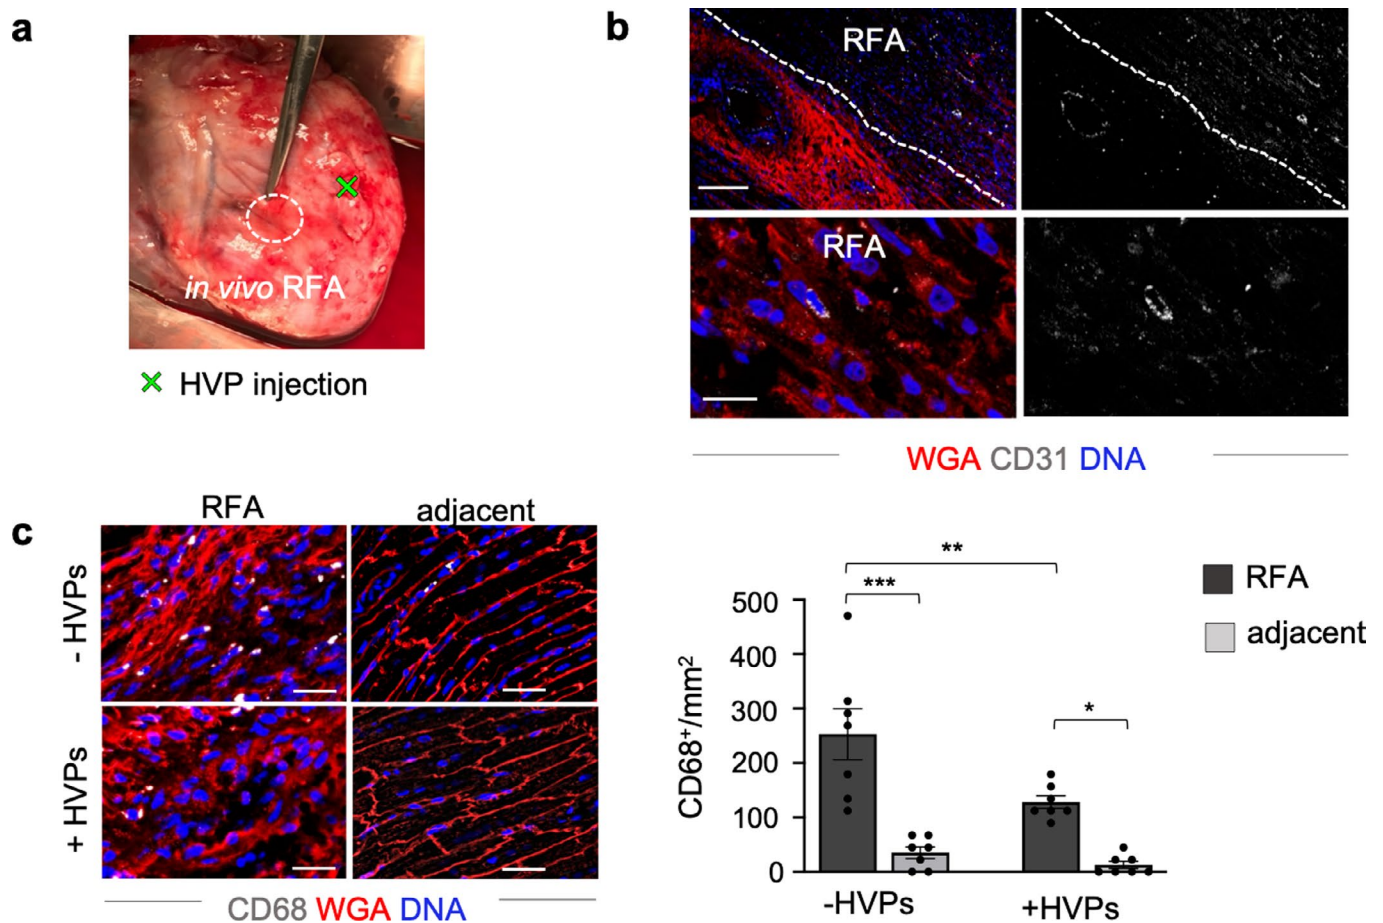 a
in vivo RFA
× HVP injection
b
RFA
RFA
WGA CD31 DNA
c
RFA adjacent
- HVPs
+ HVPs
CD68 WGA DNA
CD68+/mm2
500
400
300
200
100
0
**
***
*
-HVPs +HVPs
RFA
adjacent